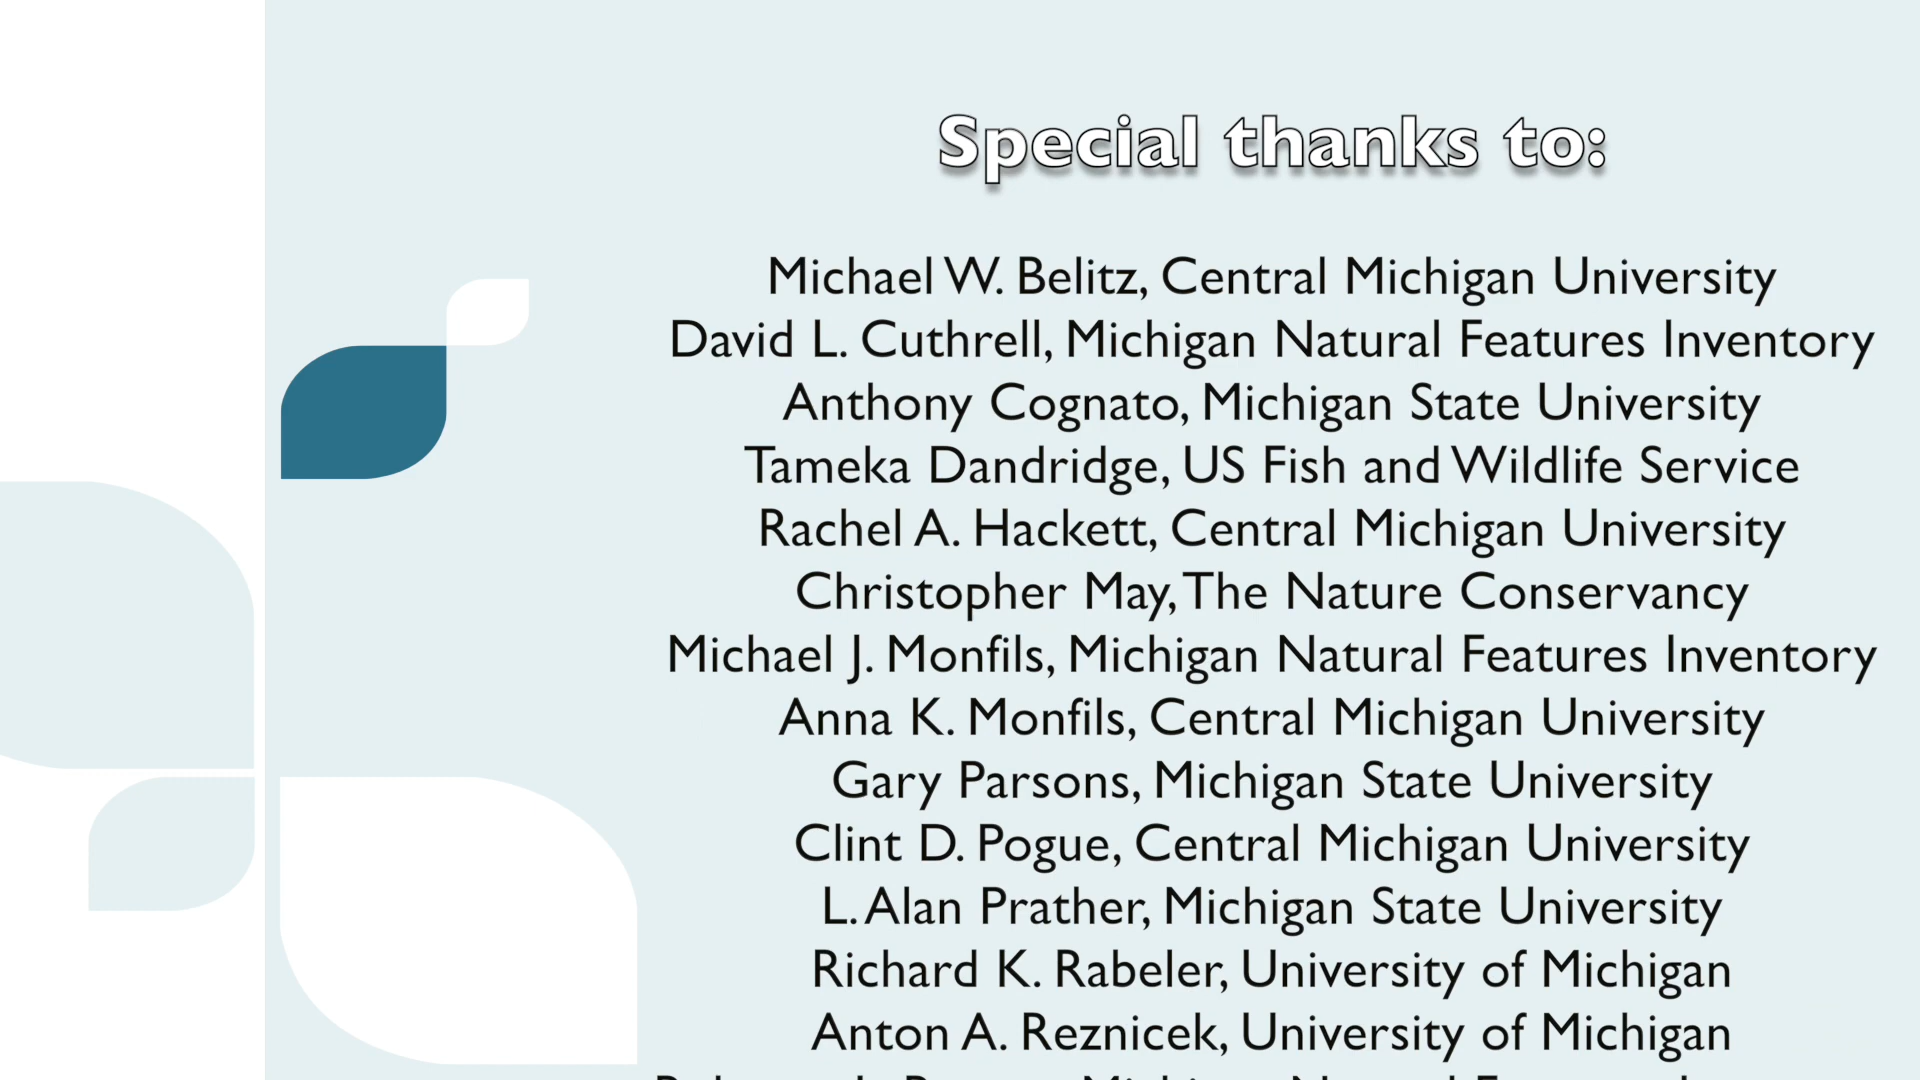 Special thanks to:
Michael W. Belitz, Central Michigan University
David L. Cuthrell, Michigan Natural Features Inventory
Anthony Cognato, Michigan State University
Tameka Dandridge, US Fish and Wildlife Service
Rachel A. Hackett, Central Michigan University
Christopher May, The Nature Conservancy
Michael J. Monfils, Michigan Natural Features Inventory
Anna K. Monfils, Central Michigan University
Gary Parsons, Michigan State University
Clint D. Pogue, Central Michigan University
L. Alan Prather, Michigan State University
Richard K. Rabeler, University of Michigan
Anton A. Reznicek, University of Michigan